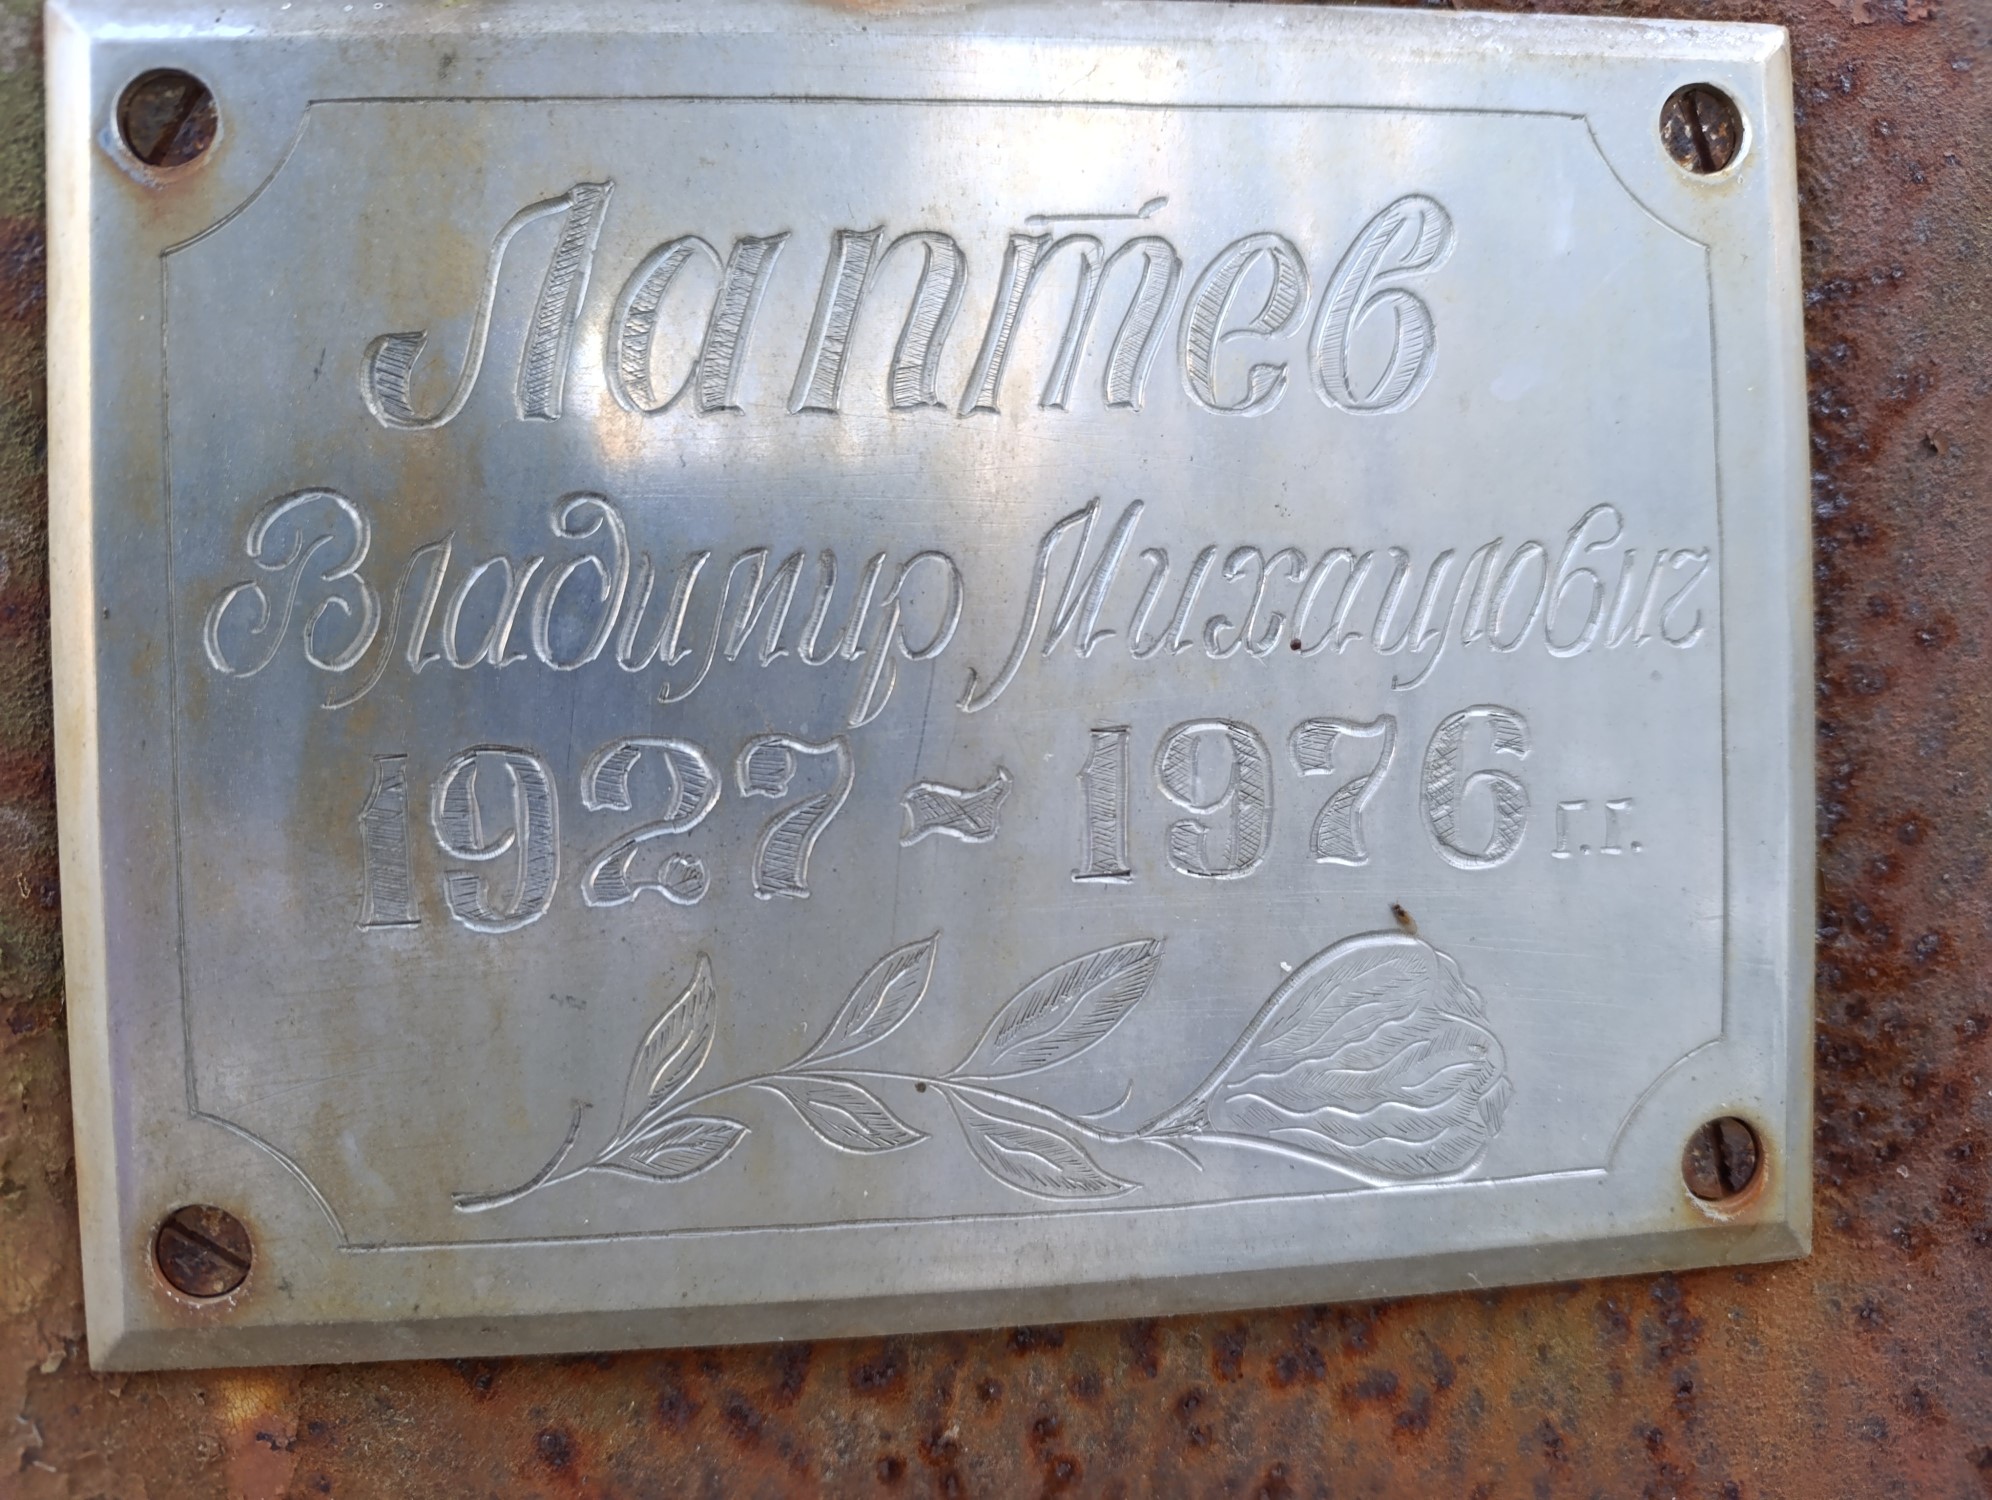 Лаптев
Владимир Михайлович
1927 - 1976 г.г.